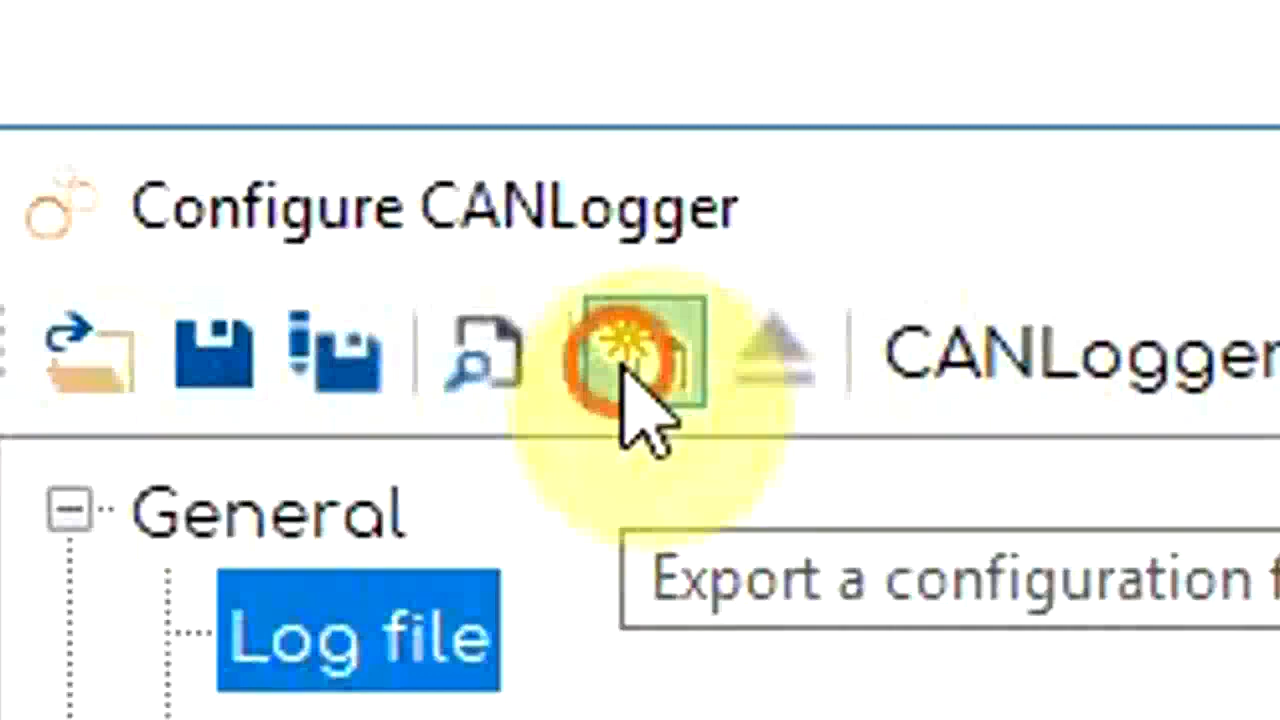 Configure CANLogger
CANLogger
General
Export a configuration
Log file